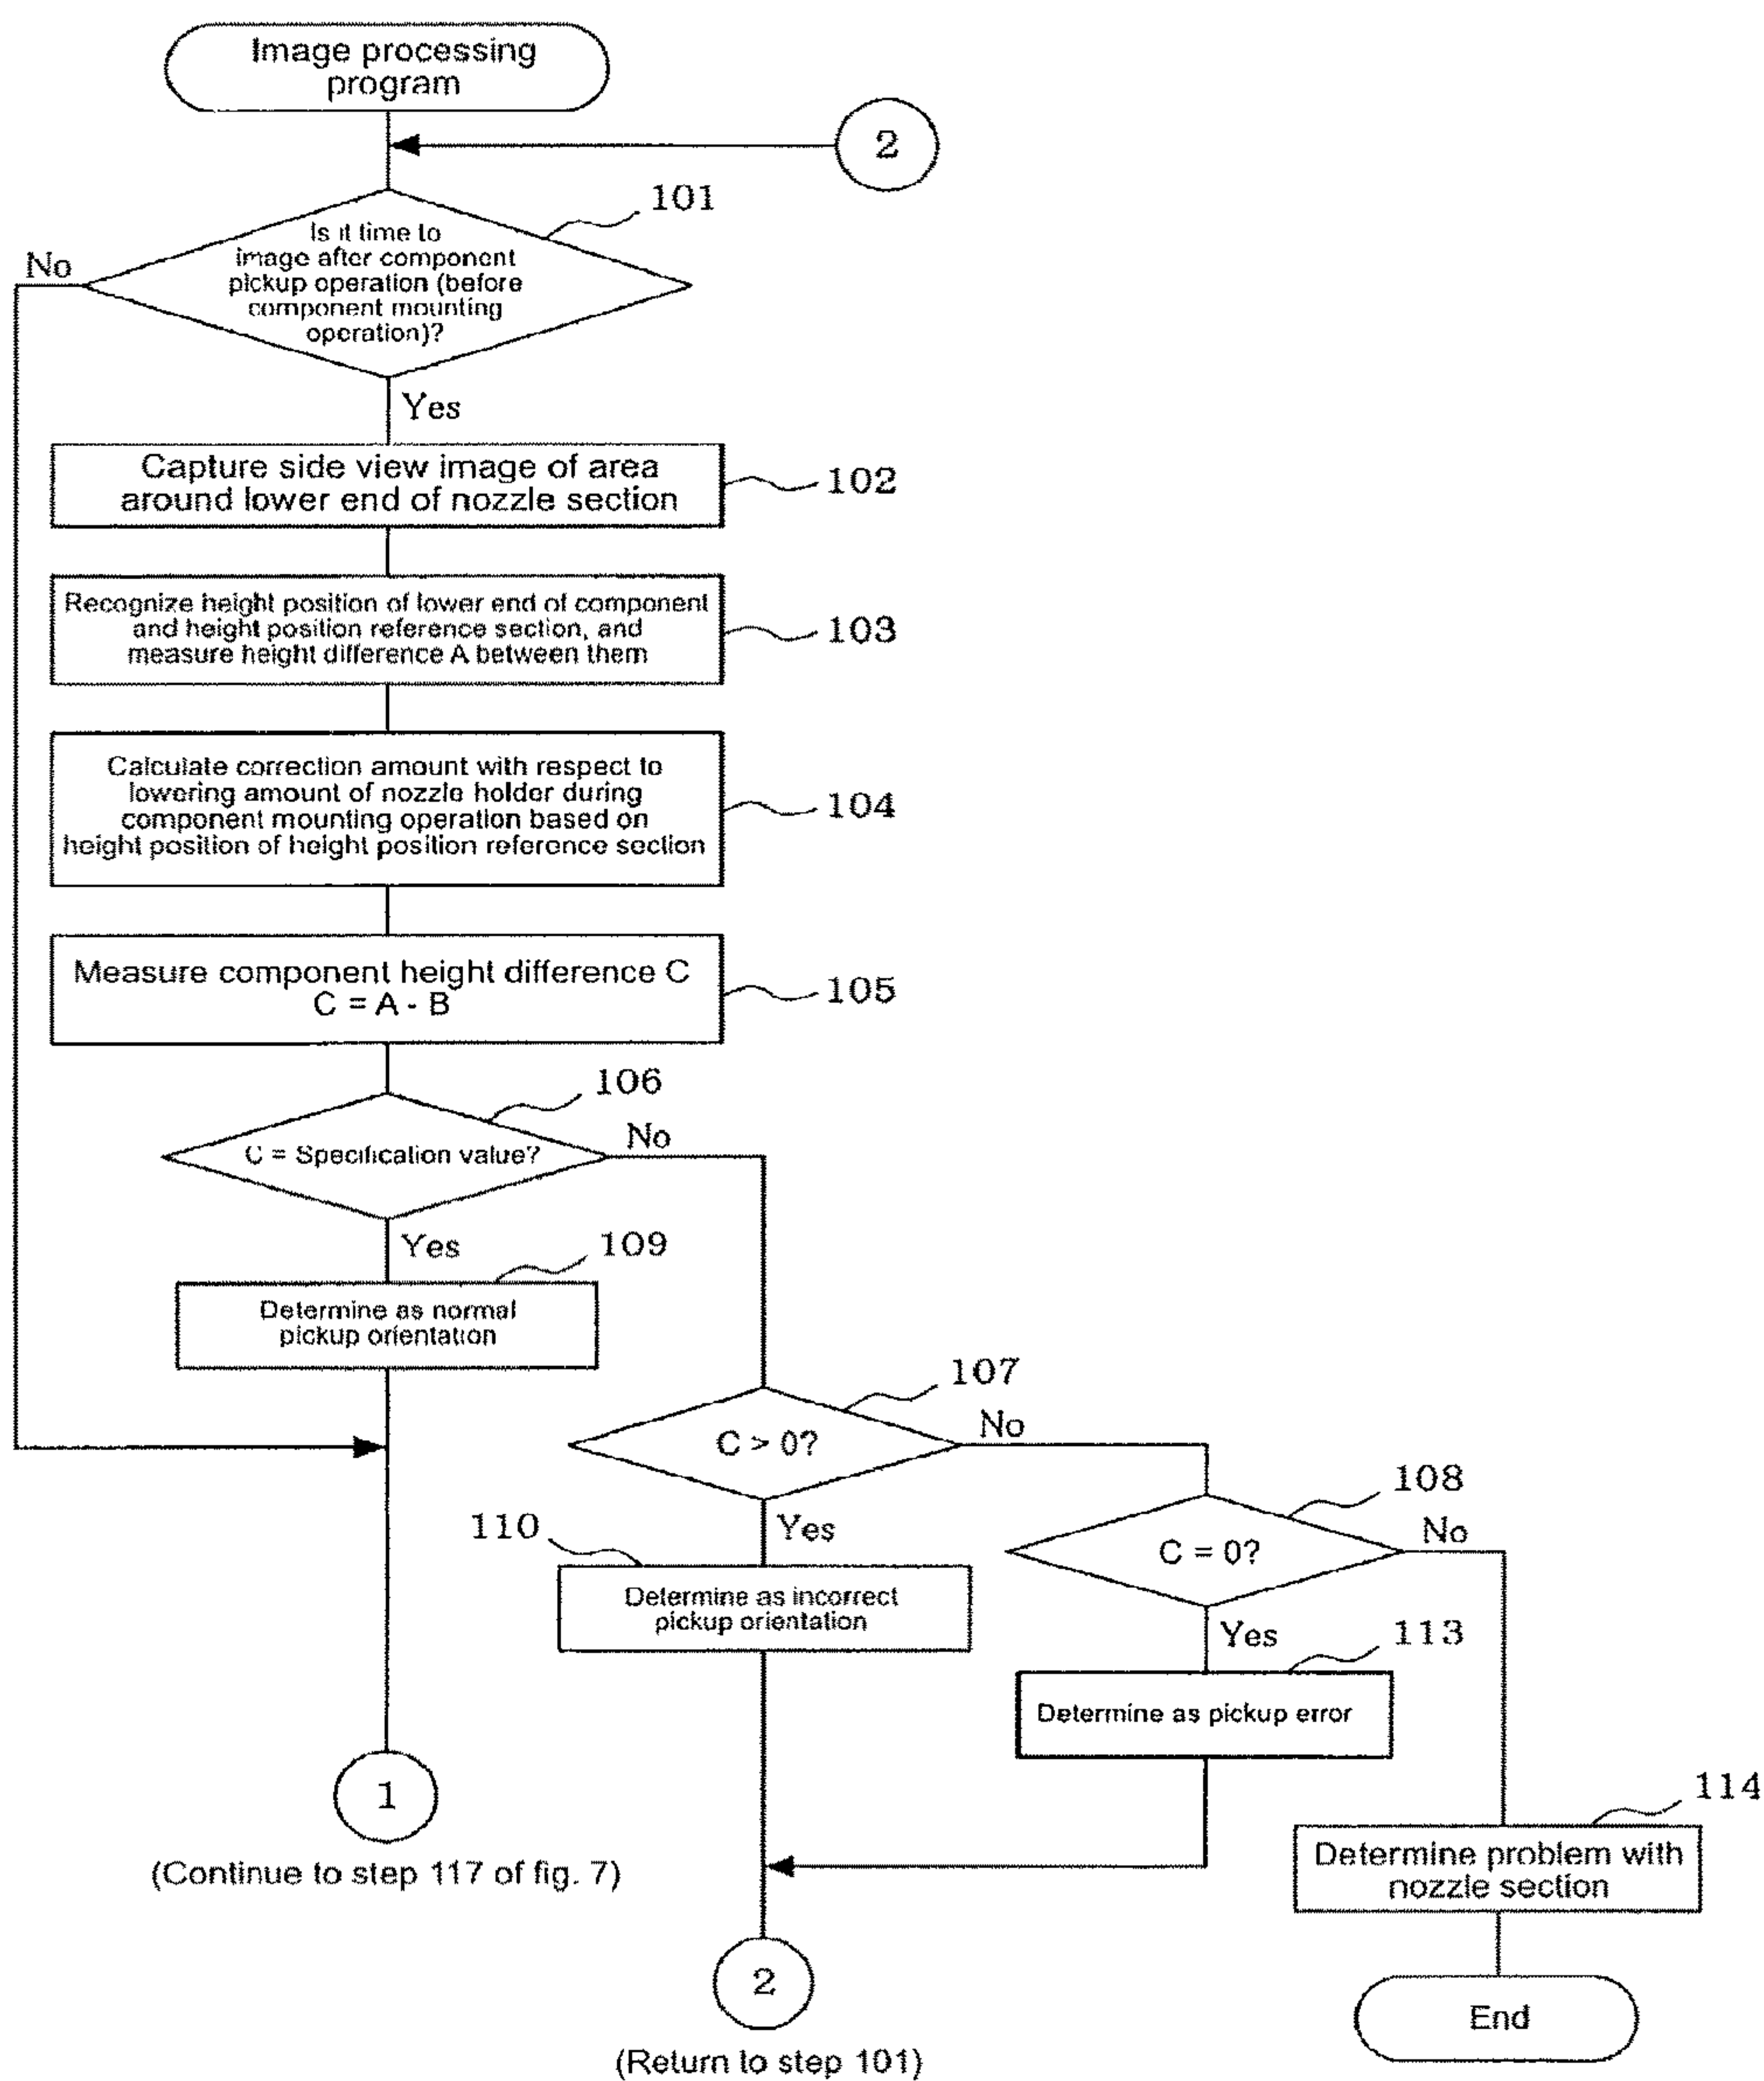 Image processing
program
2
101
Is it time to
image after component
pickup operation (before
component mounting
operation)?
No
Yes
Capture side view image of area
around lower end of nozzle section
102
Recognize height position of lower end of component
and height position reference section, and
measure height difference A between them
103
Calculate correction amount with respect to
lowering amount of nozzle holder during
component mounting operation based on
height position of height position reference section
104
Measure component height difference C
C = A - B
105
106
C = Specification value?
No
Yes
109
Determine as normal
pickup orientation
107
C > 0?
No
108
110
Yes
C = 0?
No
Determine as incorrect
pickup orientation
Yes
113
Determine as pickup error
1
114
(Continue to step 117 of fig. 7)
Determine problem with
nozzle section
2
End
(Return to step 101)